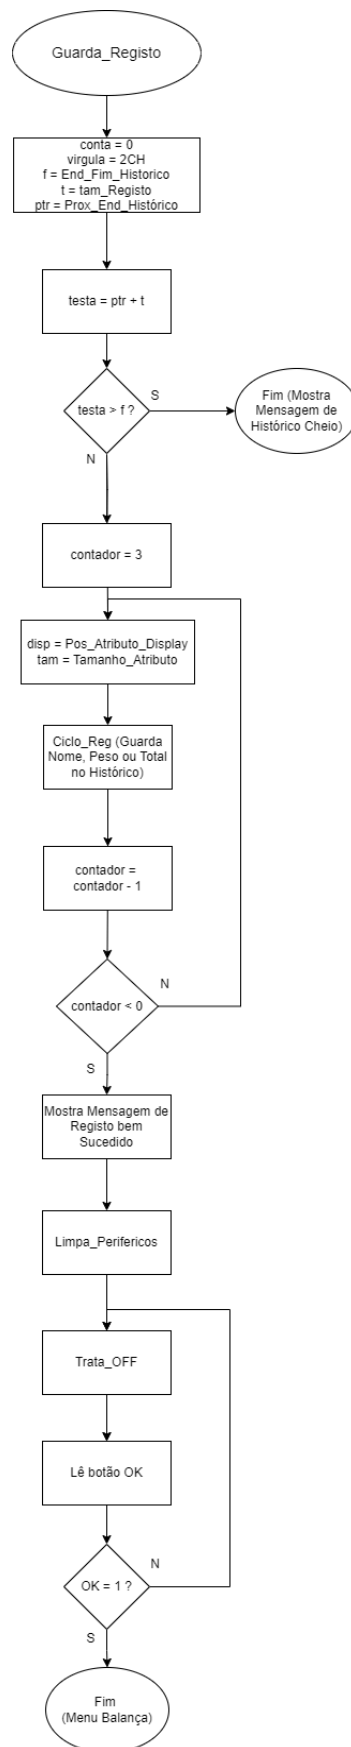 Guarda_Registo
conta = 0
virgula = 2CH
f = End_Fim_Historico
t = tam_Registo
ptr = Prox_End_Histórico
testa = ptr + t
testa > f ?
S
Fim (Mostra
Mensagem de
Histórico Cheio)
N
contador = 3
disp = Pos_Atributo_Display
tam = Tamanho_Atributo
Ciclo_Reg (Guarda
Nome, Peso ou Total
no Histórico)
contador =
contador - 1
contador < 0
N
S
Mostra Mensagem de
Registo bem
Sucedido
Limpa_Perifericos
Trata_OFF
Lê botão OK
OK = 1 ?
N
S
Fim
(Menu Balança)